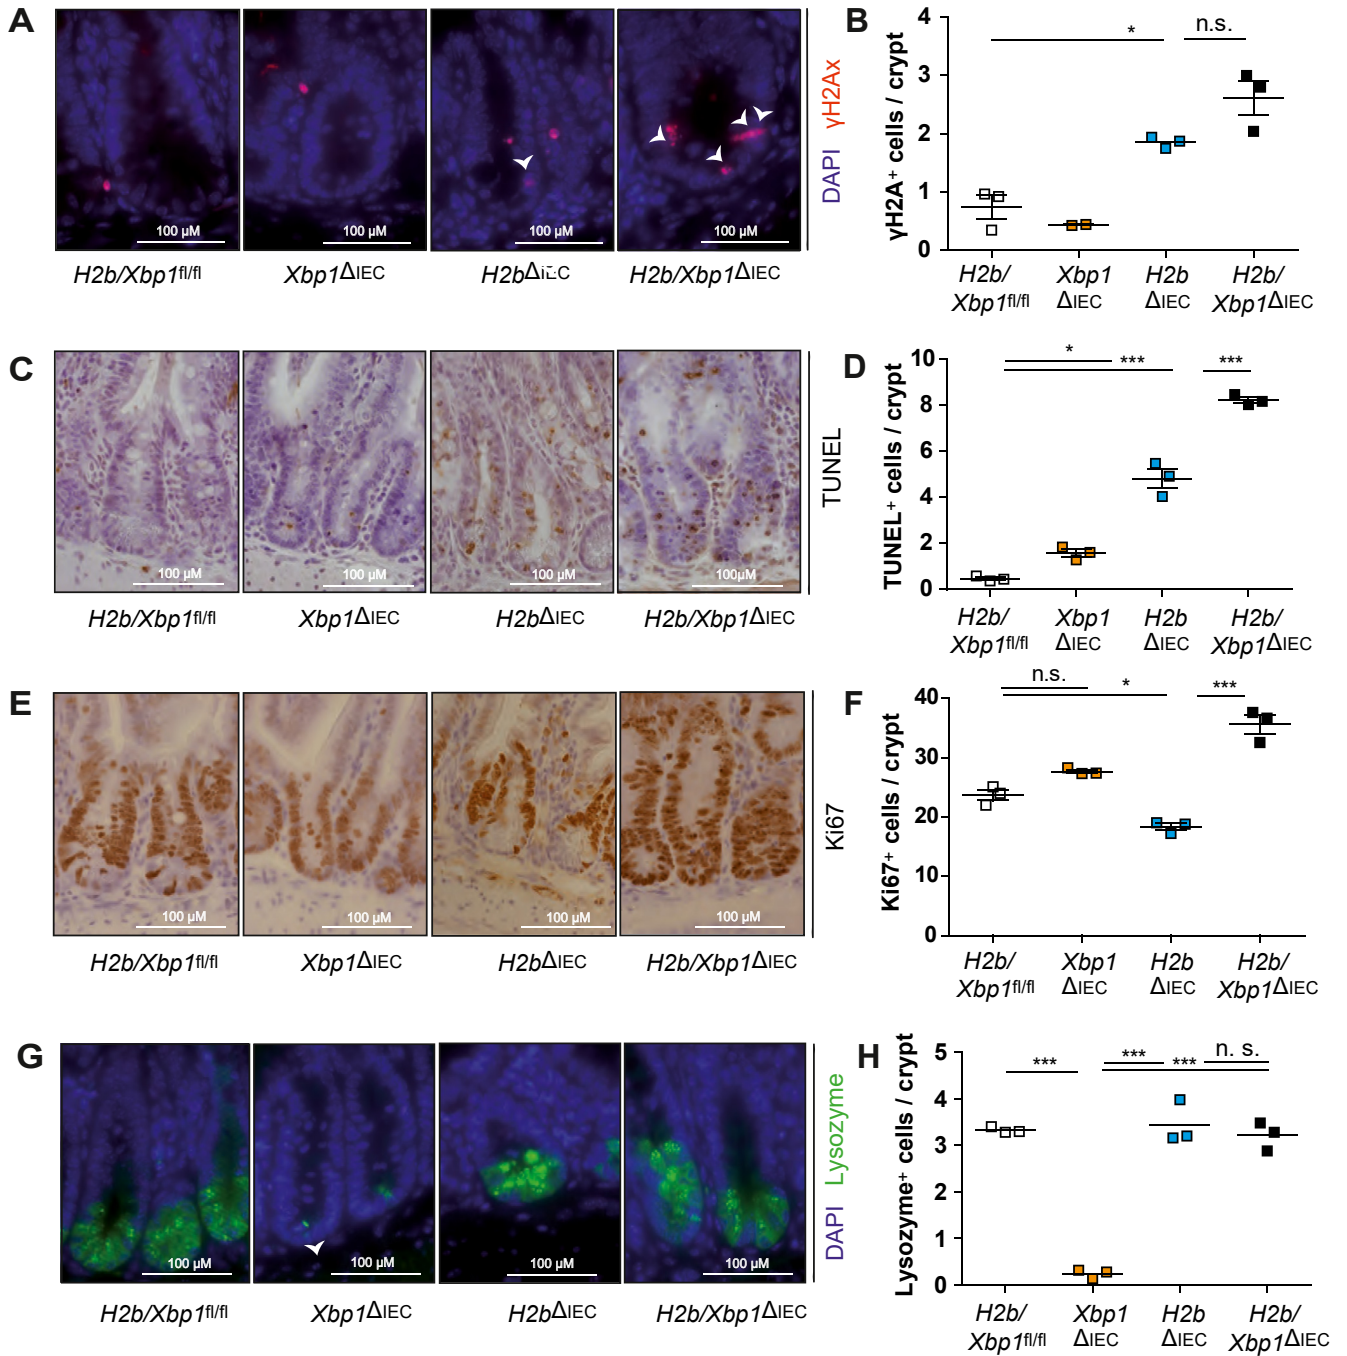 A
100 µM
100 µM
100 µM
100 µM
H2b/Xbp1fl/fl
Xbp1ΔIEC
H2b/Xbp1ΔIEC
DAPI γH2Ax
B
γH2A+ cells / crypt
4
3
2
1
0
*
n.s.
H2b/ Xbp1 H2b H2b/
Xbp1fl/fl ΔIEC ΔIEC Xbp1ΔIEC
C
100 µM
100 µM
100 µM
100µM
H2b/Xbp1fl/fl
Xbp1ΔIEC
H2bΔIEC
H2b/Xbp1ΔIEC
TUNEL
D
TUNEL+ cells / crypt
10
8
6
4
2
0
*
***
***
H2b/ Xbp1 H2b H2b/
Xbp1fl/fl ΔIEC ΔIEC Xbp1ΔIEC
E
100 µM
100 µM
100 µM
100 µM
H2b/Xbp1fl/fl
Xbp1ΔIEC
H2bΔIEC
H2b/Xbp1ΔIEC
Ki67
F
Ki67+ cells / crypt
40
30
20
10
0
n.s.
*
***
H2b/ Xbp1 H2b H2b/
Xbp1fl/fl ΔIEC ΔIEC Xbp1ΔIEC
G
100 µM
100 µM
100 µM
100 µM
H2b/Xbp1fl/fl
Xbp1ΔIEC
H2bΔIEC
H2b/Xbp1ΔIEC
DAPI Lysozyme
H
Lysozyme+ cells / crypt
5
4
3
2
1
0
***
***
***
n. s.
H2b/ Xbp1 H2b H2b/
Xbp1fl/fl ΔIEC ΔIEC Xbp1ΔIEC